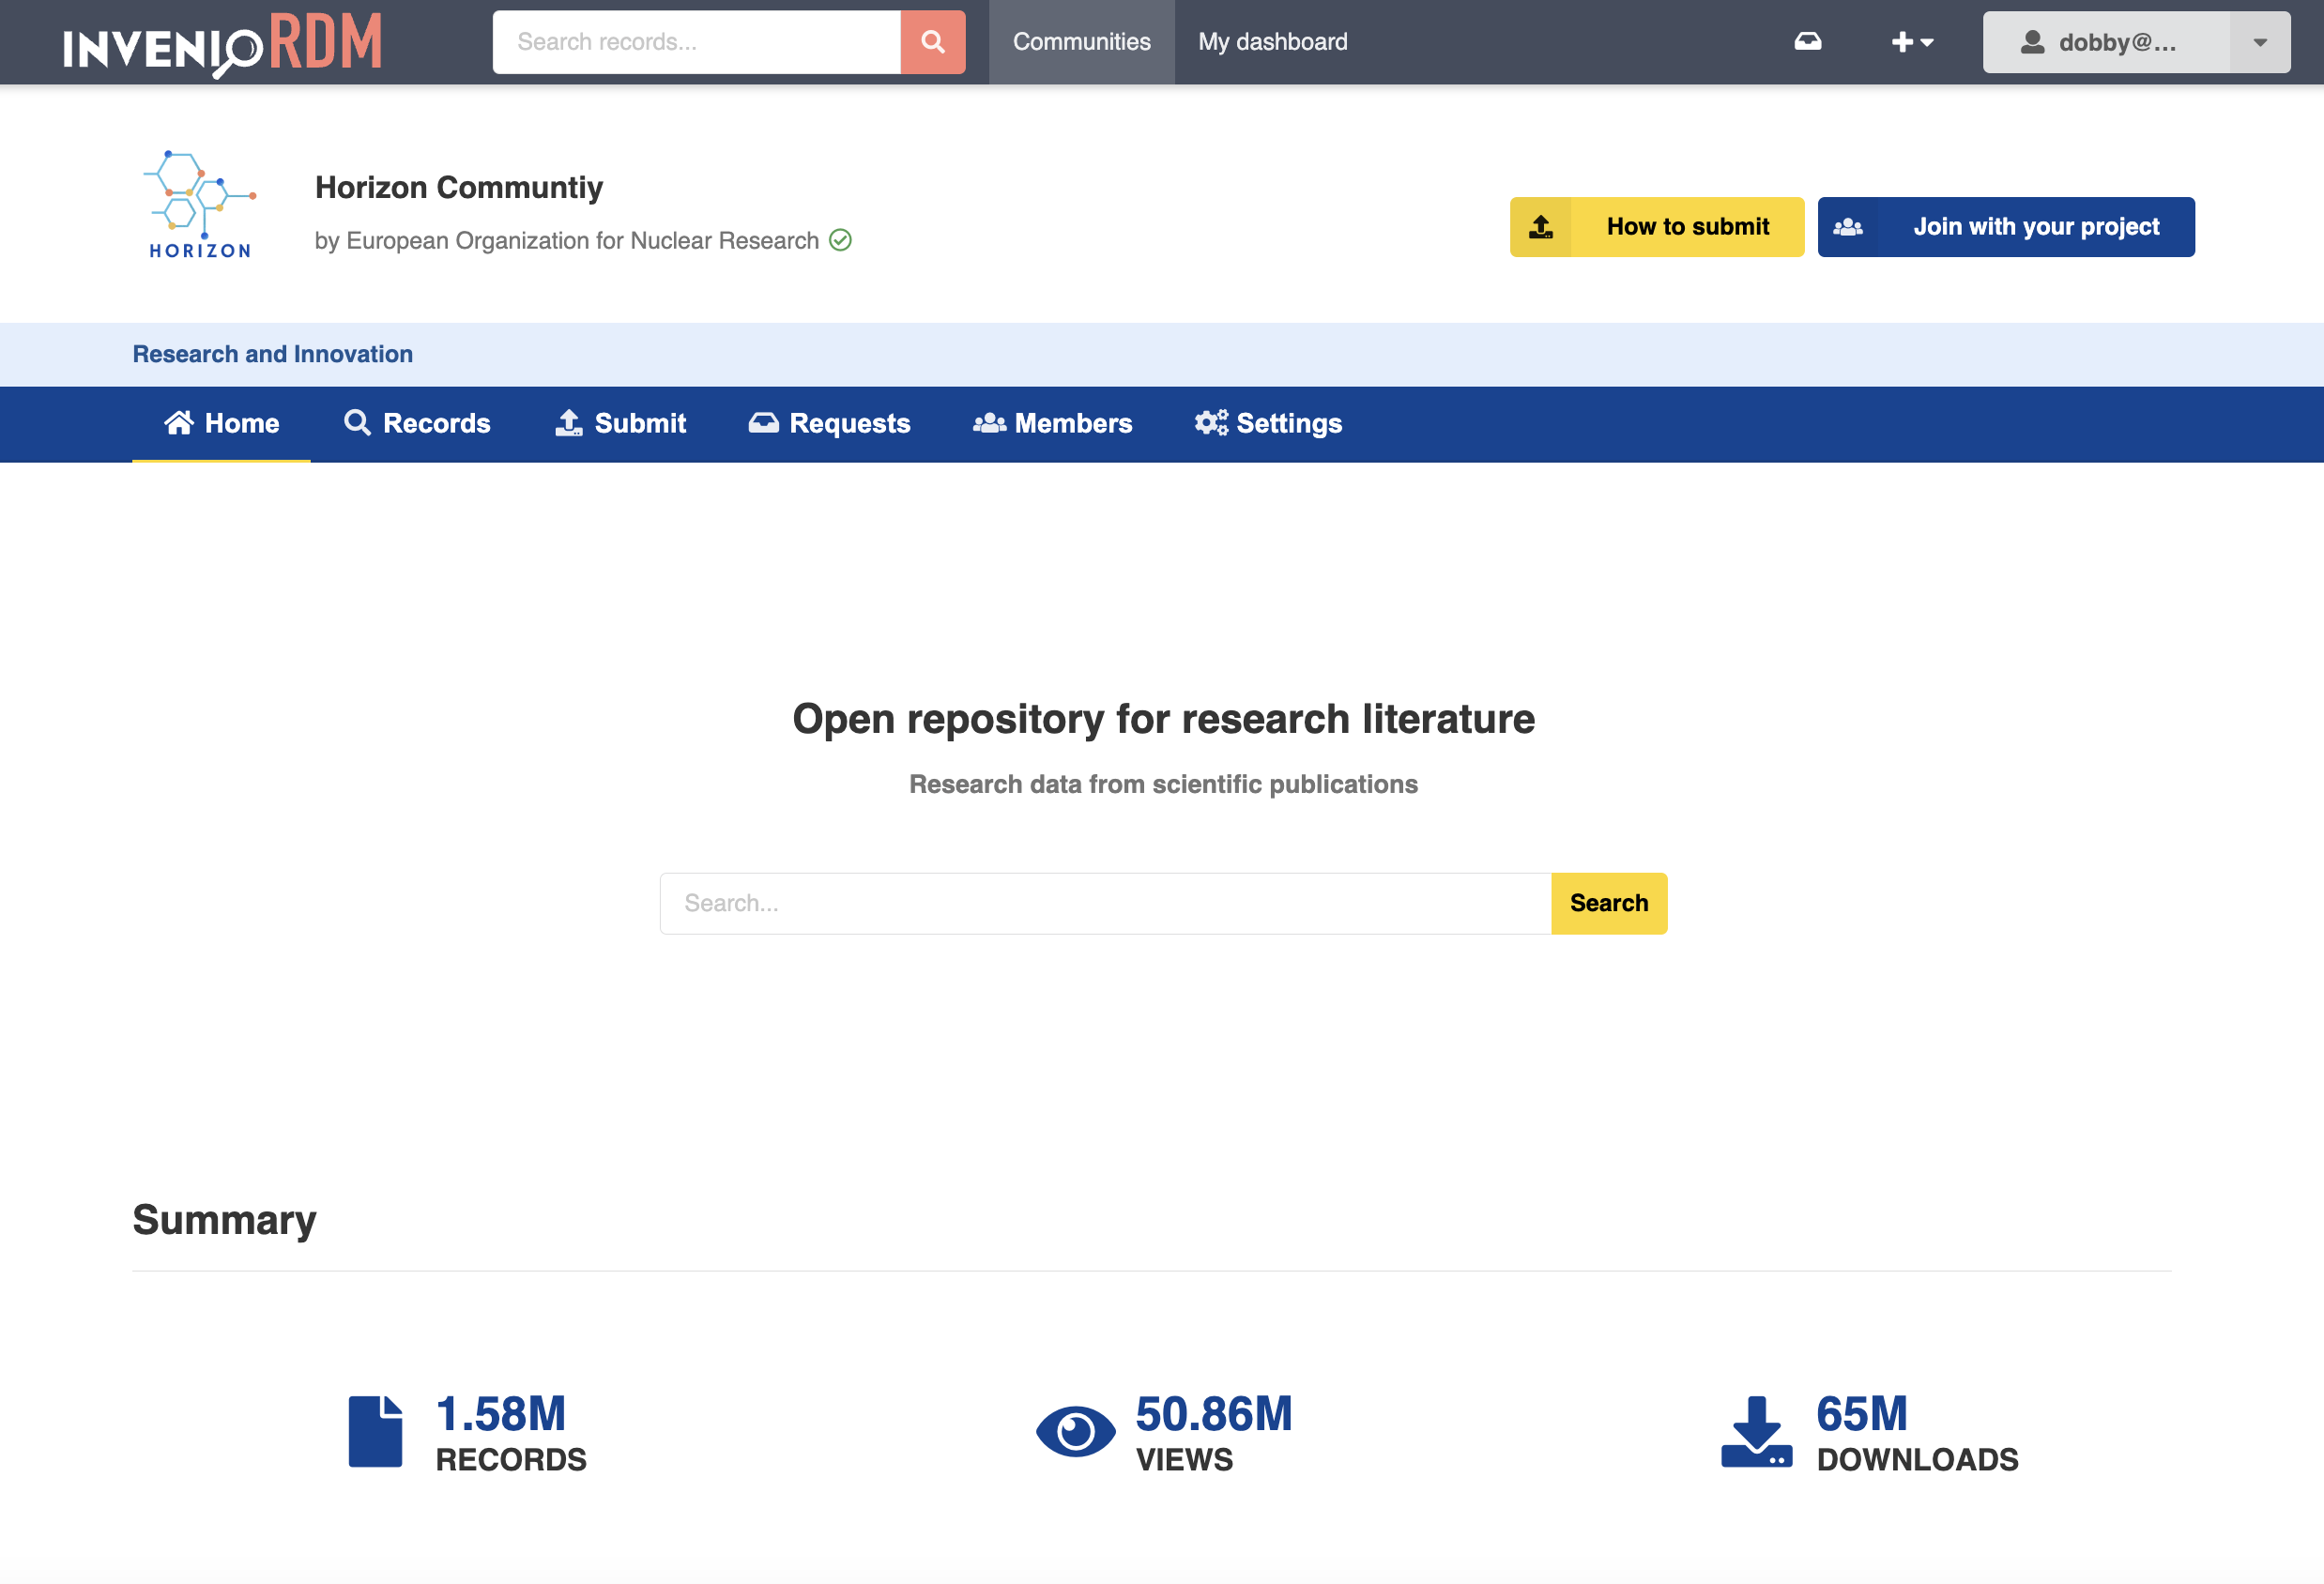 INVENIO RDM
Search records...
Communities
My dashboard
dobby@...
HORIZON
Horizon Communtiy
by European Organization for Nuclear Research
How to submit
Join with your project
Research and Innovation
Home
Records
Submit
Requests
Members
Settings
Open repository for research literature
Research data from scientific publications
Search...
Search
Summary
1.58M
RECORDS
50.86M
VIEWS
65M
DOWNLOADS